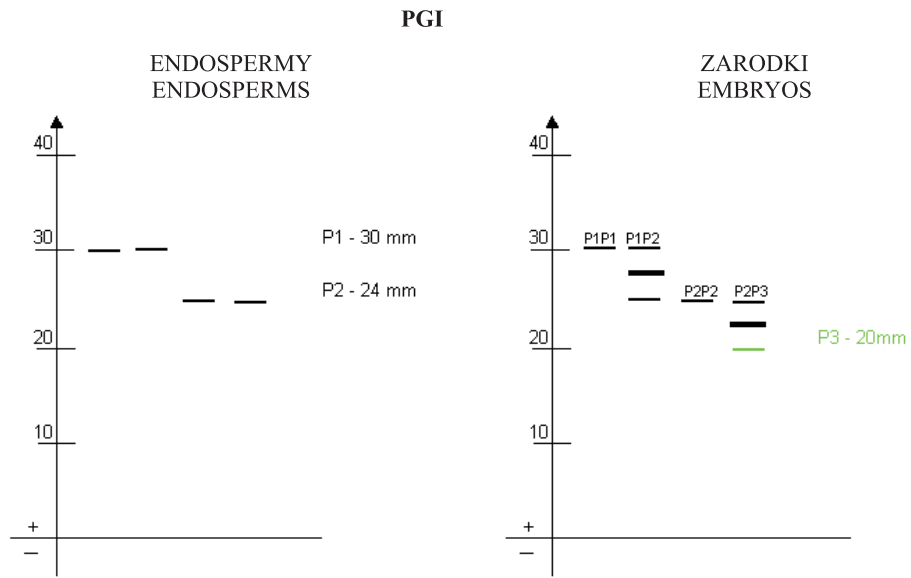 PGI
ENDOSPERMY
ENDOSPERMS
40
30
20
10
+
–
P1 - 30 mm
P2 - 24 mm
ZARODKI
EMBRYOS
40
30
20
10
+
–
P1P1 P1P2
P2P2 P2P3
P3 - 20mm